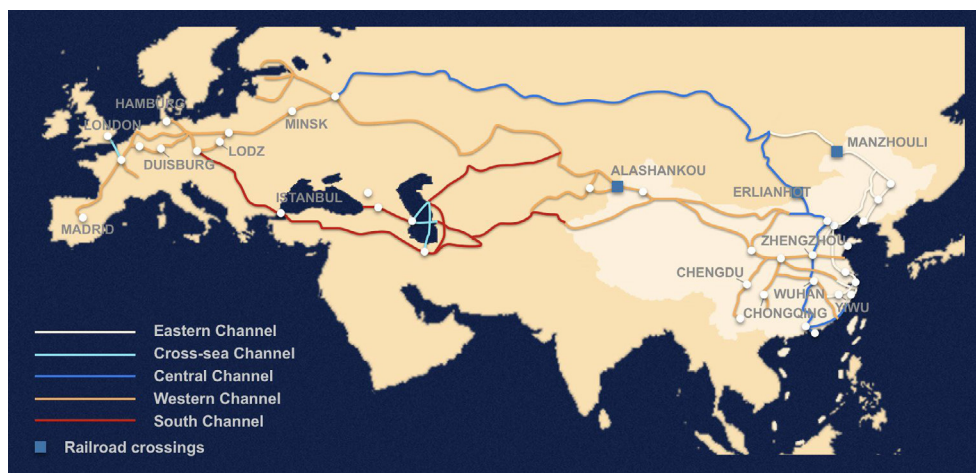 HAMBURG
LONDON
MINSK
DUISBURG
LODZ
MANZHOULI
ALASHANKOU
ERLIANHOT
ISTANBUL
MADRID
ZHENGZHOU
CHENGDU
WUHAN
YIWU
CHONGQING
Eastern Channel
Cross-sea Channel
Central Channel
Western Channel
South Channel
Railroad crossings